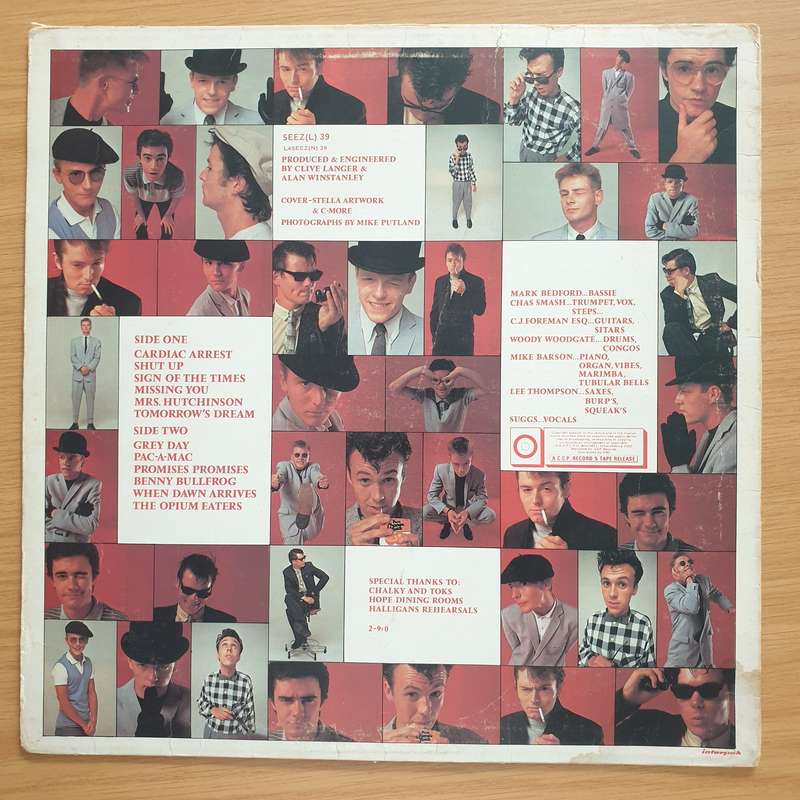 SEEZ(L) 39
LASEEZ(N) 39
PRODUCED & ENGINEERED
BY CLIVE LANGER &
ALAN WINSTANLEY
COVER-STELLA ARTWORK
& C-MORE
PHOTOGRAPHS BY MIKE PUTLAND
SIDE ONE
CARDIAC ARREST
SHUT UP
SIGN OF THE TIMES
MISSING YOU
MRS. HUTCHINSON
TOMORROW'S DREAM
SIDE TWO
GREY DAY
PAC-A-MAC
PROMISES PROMISES
BENNY BULLFROG
WHEN DAWN ARRIVES
THE OPIUM EATERS
MARK BEDFORD...BASSIE
CHAS SMASH...TRUMPET, VOX,
STEPS...
C.J. FOREMAN ESQ...GUITARS,
SITARS
WOODY WOODGATE...DRUMS,
CONGOS
MIKE BARSON...PIANO,
ORGAN, VIBES,
MARIMBA,
TUBULAR BELLS
LEE THOMPSON...SAXES,
BURP'S,
SQUEAK'S
SUGGS...VOCALS
A C.C.P. RECORD & TAPE RELEASE
SPECIAL THANKS TO:
CHALKY AND TOKS
HOPE DINING ROOMS
HALLIGANS REHEARSALS
2-9-0
interpak